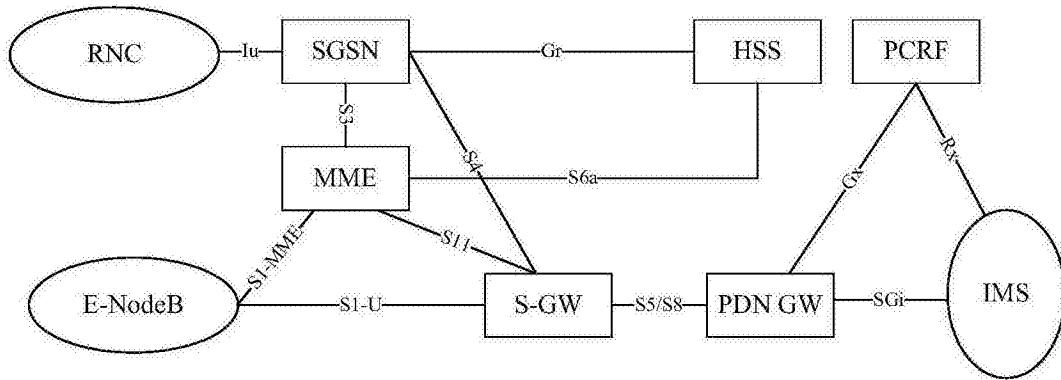 RNC
Iu
SGSN
Gr
HSS
PCRF
S3
S4
MME
S6a
Gx
Rx
S1-MME
S11
E-NodeB
S1-U
S-GW
S5/S8
PDN GW
SGi
IMS